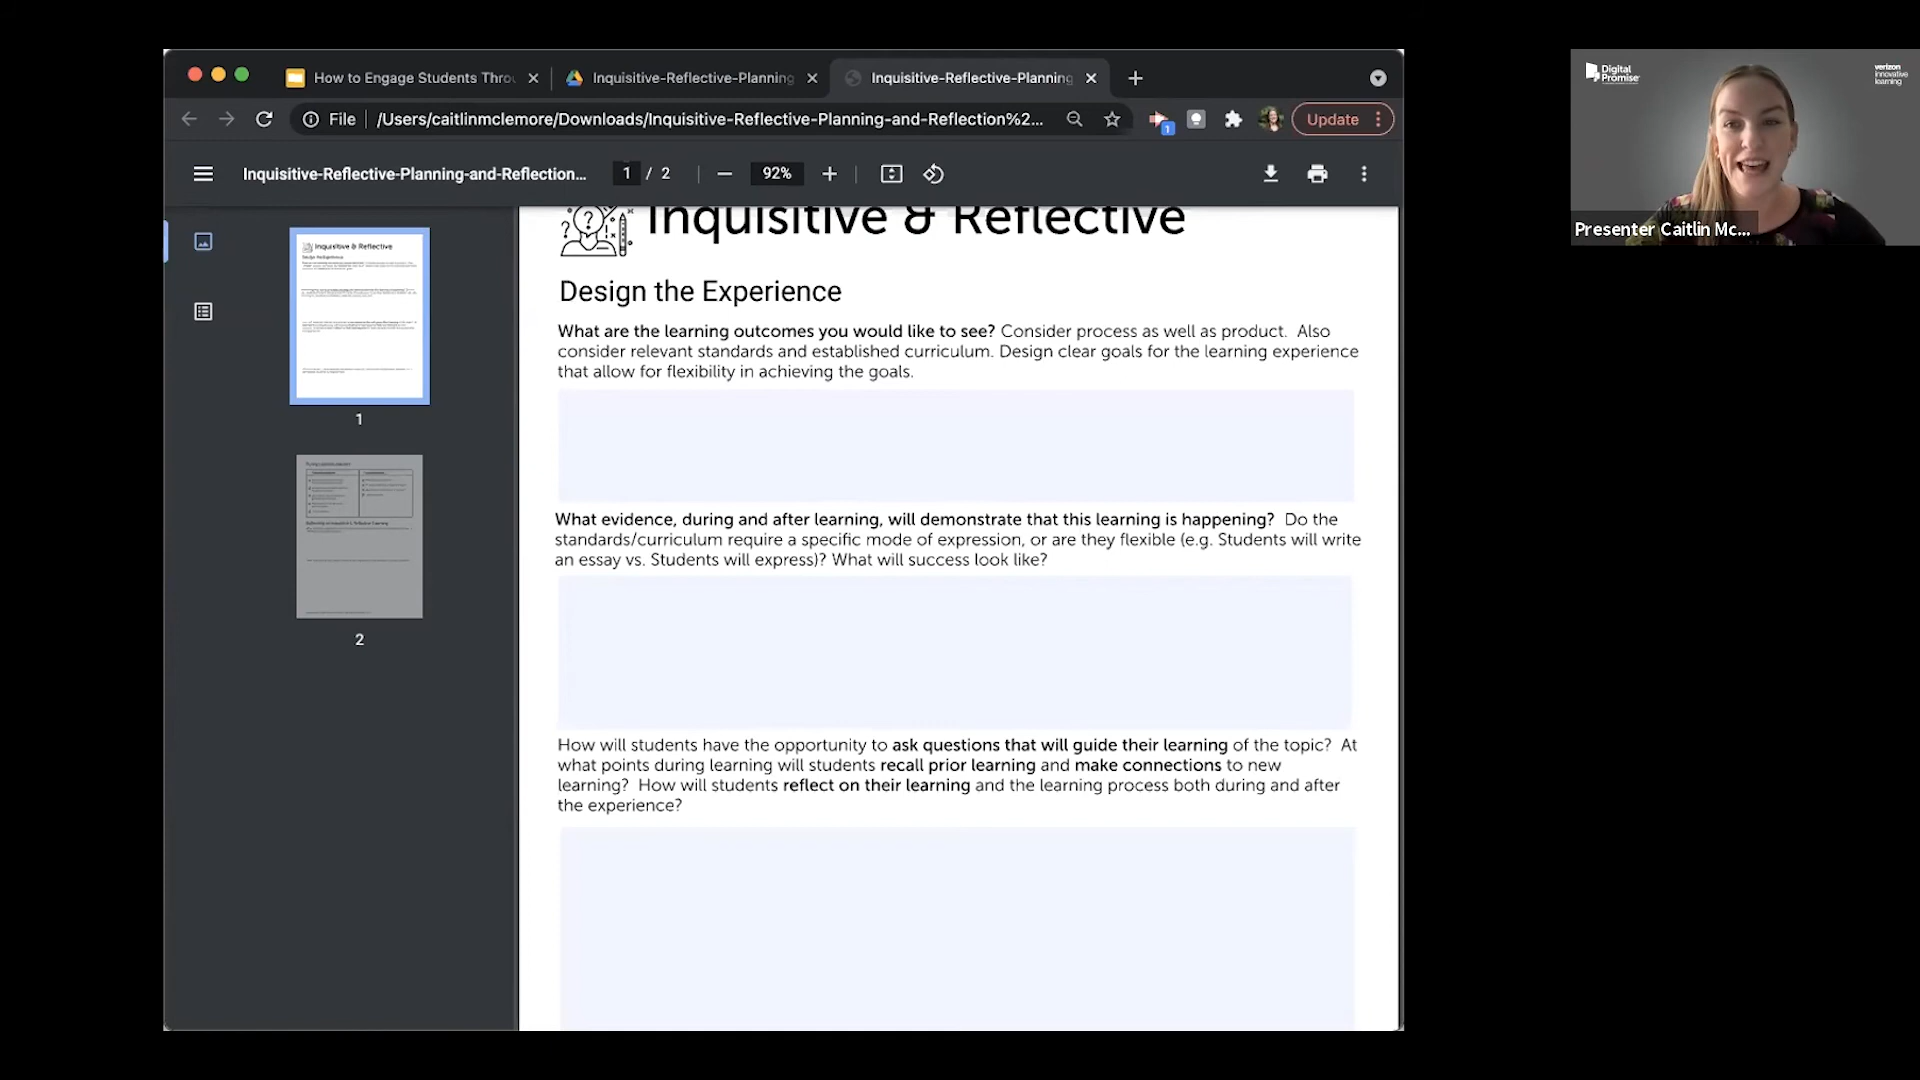 How to Engage Students Thro
Inquisitive-Reflective-Planning
Inquisitive-Reflective-Planning
File
/Users/caitlinmclemore/Downloads/Inquisitive-Reflective-Planning-and-Reflection%2...
1
Update
Inquisitive-Reflective-Planning-and-Reflection...
1 / 2
92%
Digital Promise
verizon innovative learning
Presenter Caitlin Mc...
Inquisitive & Reflective
1
2
Inquisitive & Reflective
Design the Experience
What are the learning outcomes you would like to see? Consider process as well as product. Also
consider relevant standards and established curriculum. Design clear goals for the learning experience
that allow for flexibility in achieving the goals.
What evidence, during and after learning, will demonstrate that this learning is happening? Do the
standards/curriculum require a specific mode of expression, or are they flexible (e.g. Students will write
an essay vs. Students will express)? What will success look like?
How will students have the opportunity to ask questions that will guide their learning of the topic? At
what points during learning will students recall prior learning and make connections to new
learning? How will students reflect on their learning and the learning process both during and after
the experience?